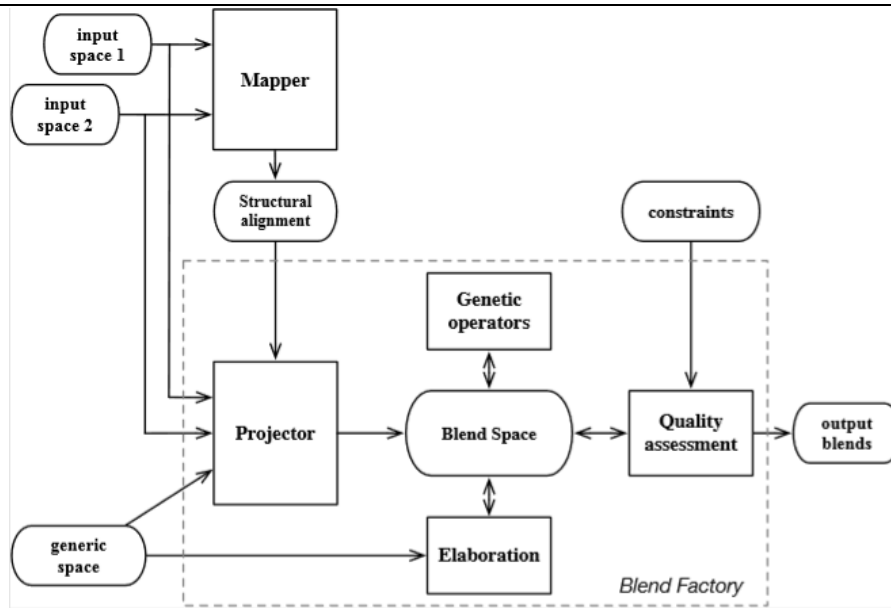 input
space 1
Mapper
input
space 2
Structural
alignment
constraints
Genetic
operators
Projector
Blend Space
Quality
assessment
output
blends
generic
space
Elaboration
Blend Factory